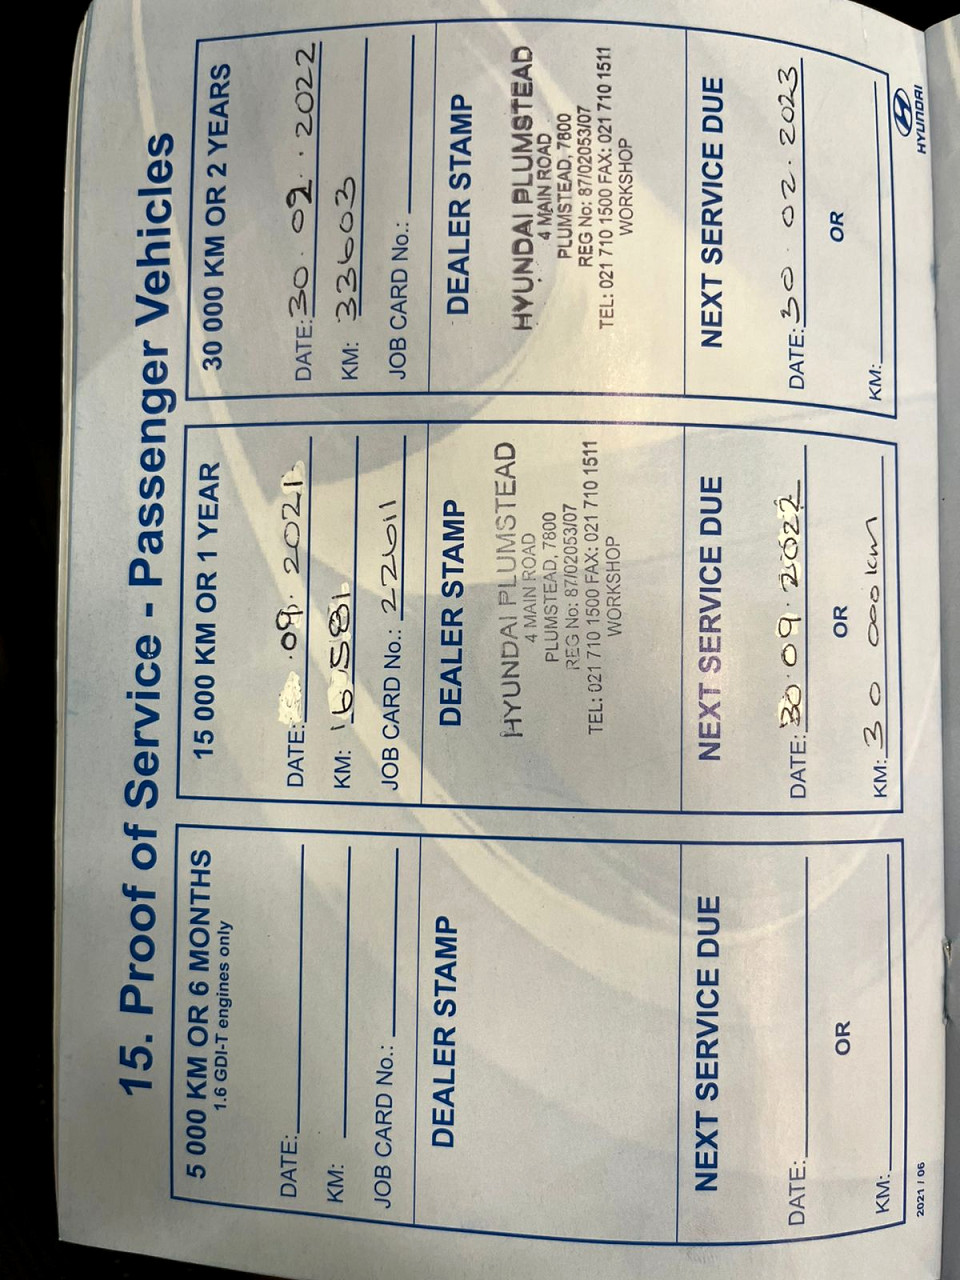 15. Proof of Service - Passenger Vehicles
5 000 KM OR 6 MONTHS
1.6 GDI-T engines only
DATE:
KM:
JOB CARD No.:
DEALER STAMP
NEXT SERVICE DUE
DATE:
OR
KM:
15 000 KM OR 1 YEAR
DATE: .09. 2021
KM: 16581
JOB CARD No.: 22611
DEALER STAMP
HYUNDAI PLUMSTEAD
4 MAIN ROAD
PLUMSTEAD, 7800
REG No: 87/02053/07
TEL: 021 710 1500 FAX: 021 710 1511
WORKSHOP
NEXT SERVICE DUE
DATE: 30.09.2022
OR
KM: 30 000km
30 000 KM OR 2 YEARS
DATE: 30.09..2022
KM: 33603
JOB CARD No.:
DEALER STAMP
HYUNDAI PLUMSTEAD
4 MAIN ROAD
PLUMSTEAD, 7800
REG No: 87/02053/07
TEL: 021 710 1500 FAX: 021 710 1511
WORKSHOP
NEXT SERVICE DUE
DATE: 30.02.2023
OR
KM:
2021 / 06
HYUNDAI